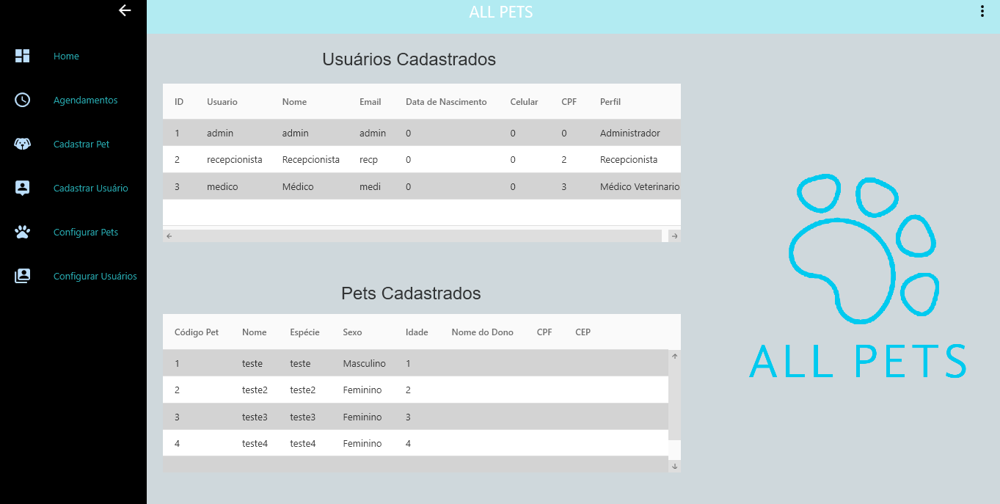 ALL PETS
Home
Agendamentos
Cadastrar Pet
Cadastrar Usuário
Configurar Pets
Configurar Usuários
Usuários Cadastrados
ID Usuario Nome Email Data de Nascimento Celular CPF Perfil
1 admin admin admin 0 0 0 Administrador
2 recepcionista Recepcionista recp 0 0 2 Recepcionista
3 medico Médico medi 0 0 3 Médico Veterinario
Pets Cadastrados
Código Pet Nome Espécie Sexo Idade Nome do Dono CPF CEP
1 teste teste Masculino 1
2 teste2 teste2 Feminino 2
3 teste3 teste3 Feminino 3
4 teste4 teste4 Feminino 4
ALL PETS